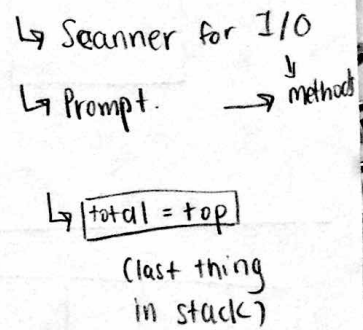 ↳ Scanner for I/O
↓
↳ Prompt. → methods
↳ total = top
(last thing
in stack)